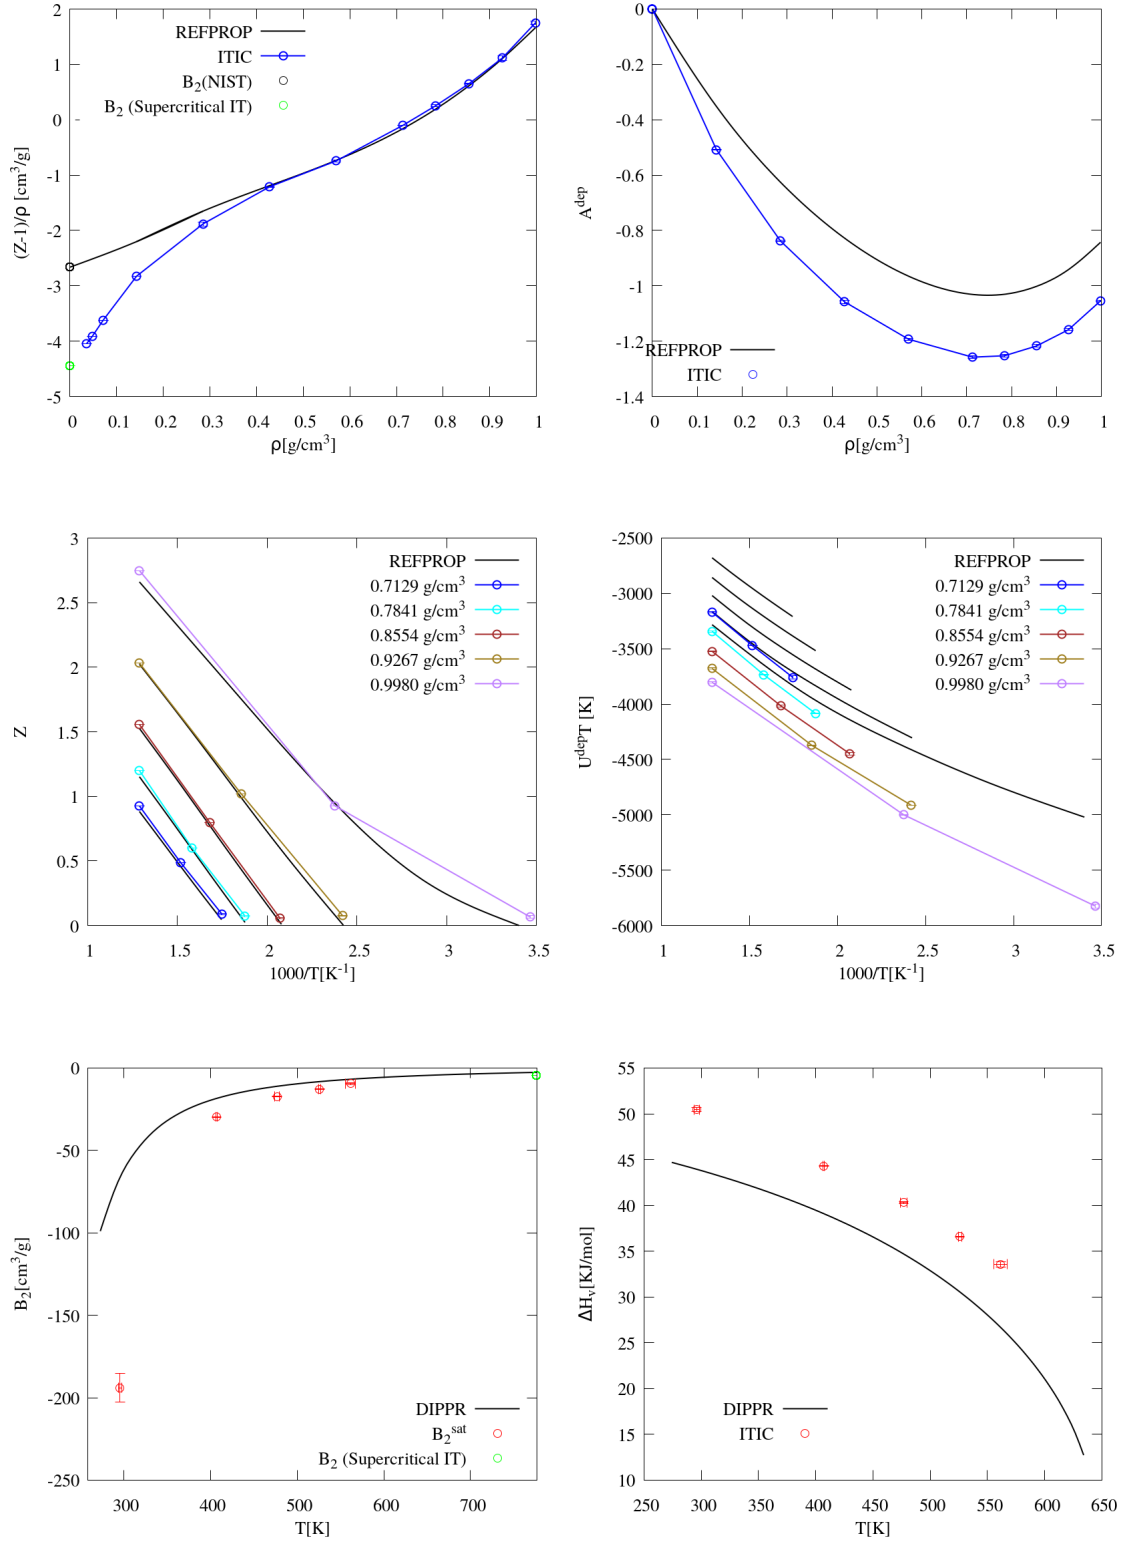 2
1
0
-1
-2
-3
-4
-5
(Z-1)/ρ [cm³/g]
REFPROP
ITIC
B₂(NIST)
B₂ (Supercritical IT)
0 0.1 0.2 0.3 0.4 0.5 0.6 0.7 0.8 0.9 1
ρ[g/cm³]
0
-0.2
-0.4
-0.6
-0.8
-1
-1.2
-1.4
A^dep
REFPROP
ITIC
0 0.1 0.2 0.3 0.4 0.5 0.6 0.7 0.8 0.9 1
ρ[g/cm³]
3
2.5
2
1.5
1
0.5
0
Z
REFPROP
0.7129 g/cm³
0.7841 g/cm³
0.8554 g/cm³
0.9267 g/cm³
0.9980 g/cm³
1 1.5 2 2.5 3 3.5
1000/T[K⁻¹]
-2500
-3000
-3500
-4000
-4500
-5000
-5500
-6000
U^depT [K]
REFPROP
0.7129 g/cm³
0.7841 g/cm³
0.8554 g/cm³
0.9267 g/cm³
0.9980 g/cm³
1 1.5 2 2.5 3 3.5
1000/T[K⁻¹]
0
-50
-100
-150
-200
-250
B₂[cm³/g]
DIPPR
B₂^sat
B₂ (Supercritical IT)
300 400 500 600 700
T[K]
55
50
45
40
35
30
25
20
15
10
ΔHᵥ[KJ/mol]
DIPPR
ITIC
250 300 350 400 450 500 550 600 650
T[K]